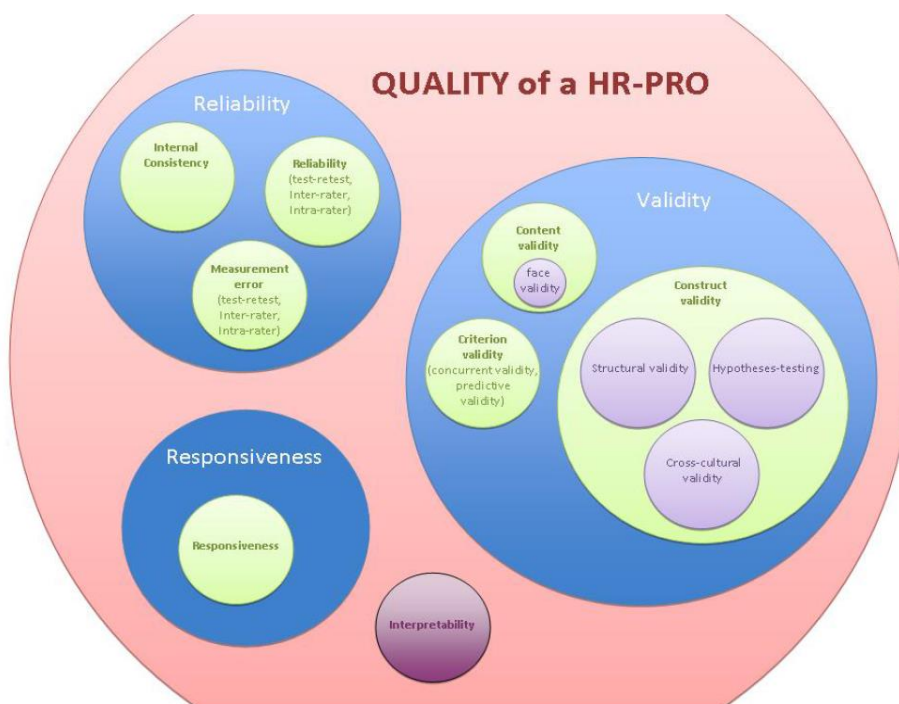 QUALITY of a HR-PRO
Reliability
Internal
Consistency
Reliability
(test-retest,
Inter-rater,
Intra-rater)
Measurement
error
(test-retest,
Inter-rater,
Intra-rater)
Validity
Content
validity
face
validity
Criterion
validity
(concurrent validity,
predictive
validity)
Construct
validity
Structural validity
Hypotheses-testing
Cross-cultural
validity
Responsiveness
Responsiveness
Interpretability